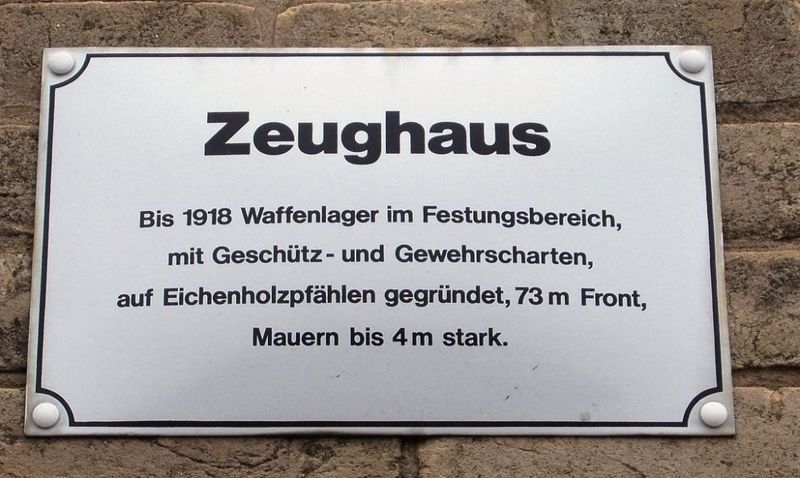 Zeughaus
Bis 1918 Waffenlager im Festungsbereich,
mit Geschütz- und Gewehrscharten,
auf Eichenholzpfählen gegründet, 73 m Front,
Mauern bis 4 m stark.